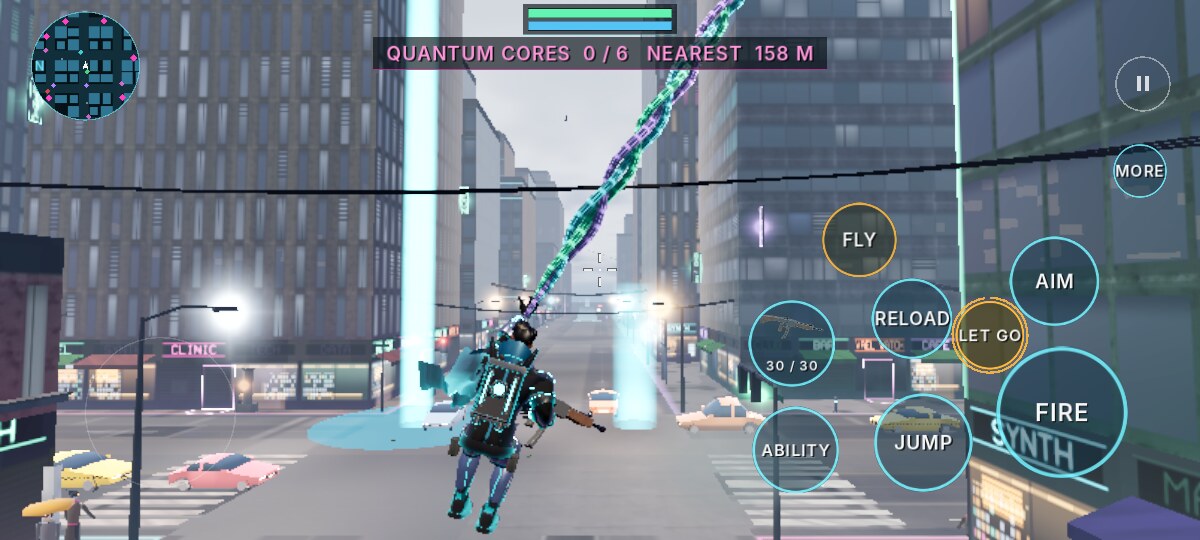 N
QUANTUM CORES 0 / 6 NEAREST 158 M
MORE
FLY
AIM
RELOAD
LET GO
30 / 30
FIRE
ABILITY
JUMP
CLINIC
SYNTH